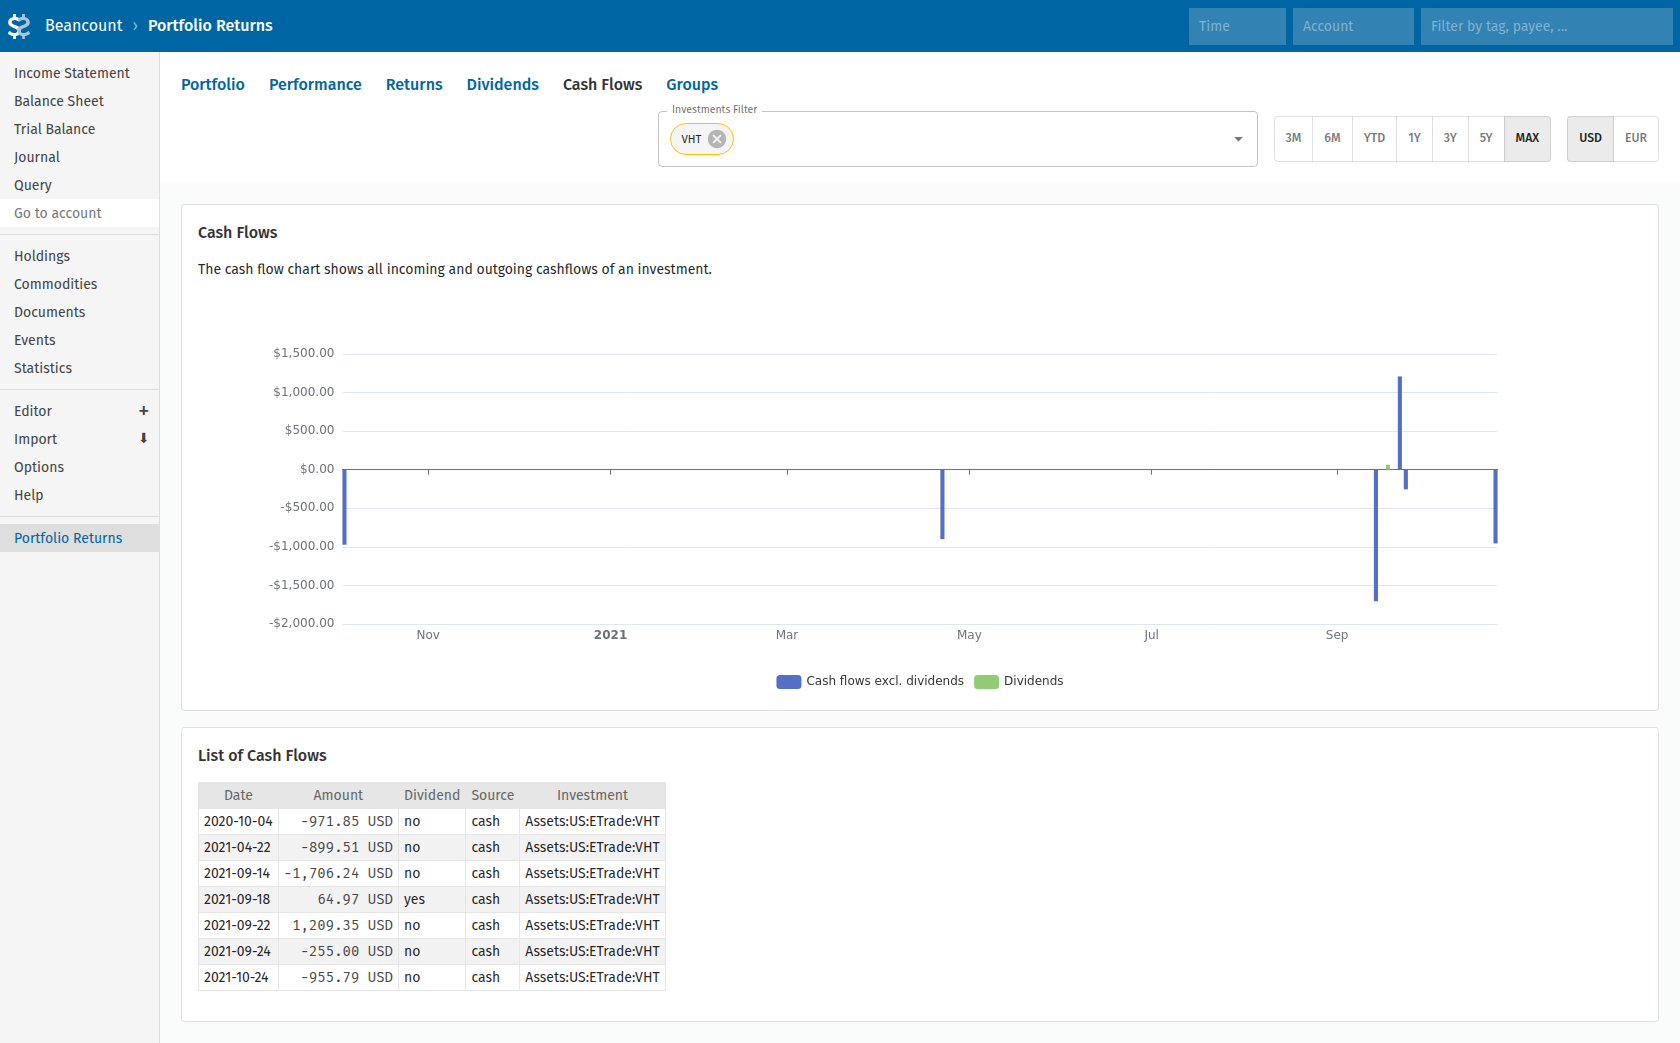 Beancount › Portfolio Returns
Time
Account
Filter by tag, payee, ...
Income Statement
Balance Sheet
Trial Balance
Journal
Query
Go to account
Holdings
Commodities
Documents
Events
Statistics
Editor +
Import
Options
Help
Portfolio Returns
Portfolio Performance Returns Dividends Cash Flows Groups
Investments Filter
VHT
3M 6M YTD 1Y 3Y 5Y MAX USD EUR
Cash Flows
The cash flow chart shows all incoming and outgoing cashflows of an investment.
$1,500.00
$1,000.00
$500.00
$0.00
-$500.00
-$1,000.00
-$1,500.00
-$2,000.00
Nov 2021 Mar May Jul Sep
Cash flows excl. dividends Dividends
List of Cash Flows
Date Amount Dividend Source Investment
2020-10-04 -971.85 USD no cash Assets:US:ETrade:VHT
2021-04-22 -899.51 USD no cash Assets:US:ETrade:VHT
2021-09-14 -1,706.24 USD no cash Assets:US:ETrade:VHT
2021-09-18 64.97 USD yes cash Assets:US:ETrade:VHT
2021-09-22 1,209.35 USD no cash Assets:US:ETrade:VHT
2021-09-24 -255.00 USD no cash Assets:US:ETrade:VHT
2021-10-24 -955.79 USD no cash Assets:US:ETrade:VHT